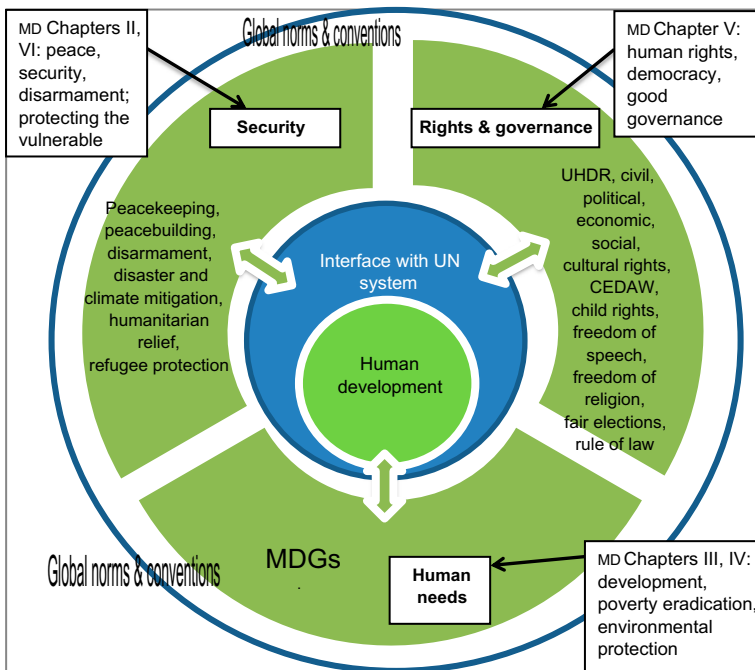 Global norms & conventions
MD Chapters II,
VI: peace,
security,
disarmament;
protecting the
vulnerable
MD Chapter V:
human rights,
democracy,
good
governance
Security
Rights & governance
Peacekeeping,
peacebuilding,
disarmament,
disaster and
climate mitigation,
humanitarian
relief,
refugee protection
Interface with UN
system
Human
development
UHDR, civil,
political,
economic,
social,
cultural rights,
CEDAW,
child rights,
freedom of
speech,
freedom of
religion,
fair elections,
rule of law
Global norms & conventions
MDGs
.
Human
needs
MD Chapters III, IV:
development,
poverty eradication,
environmental
protection